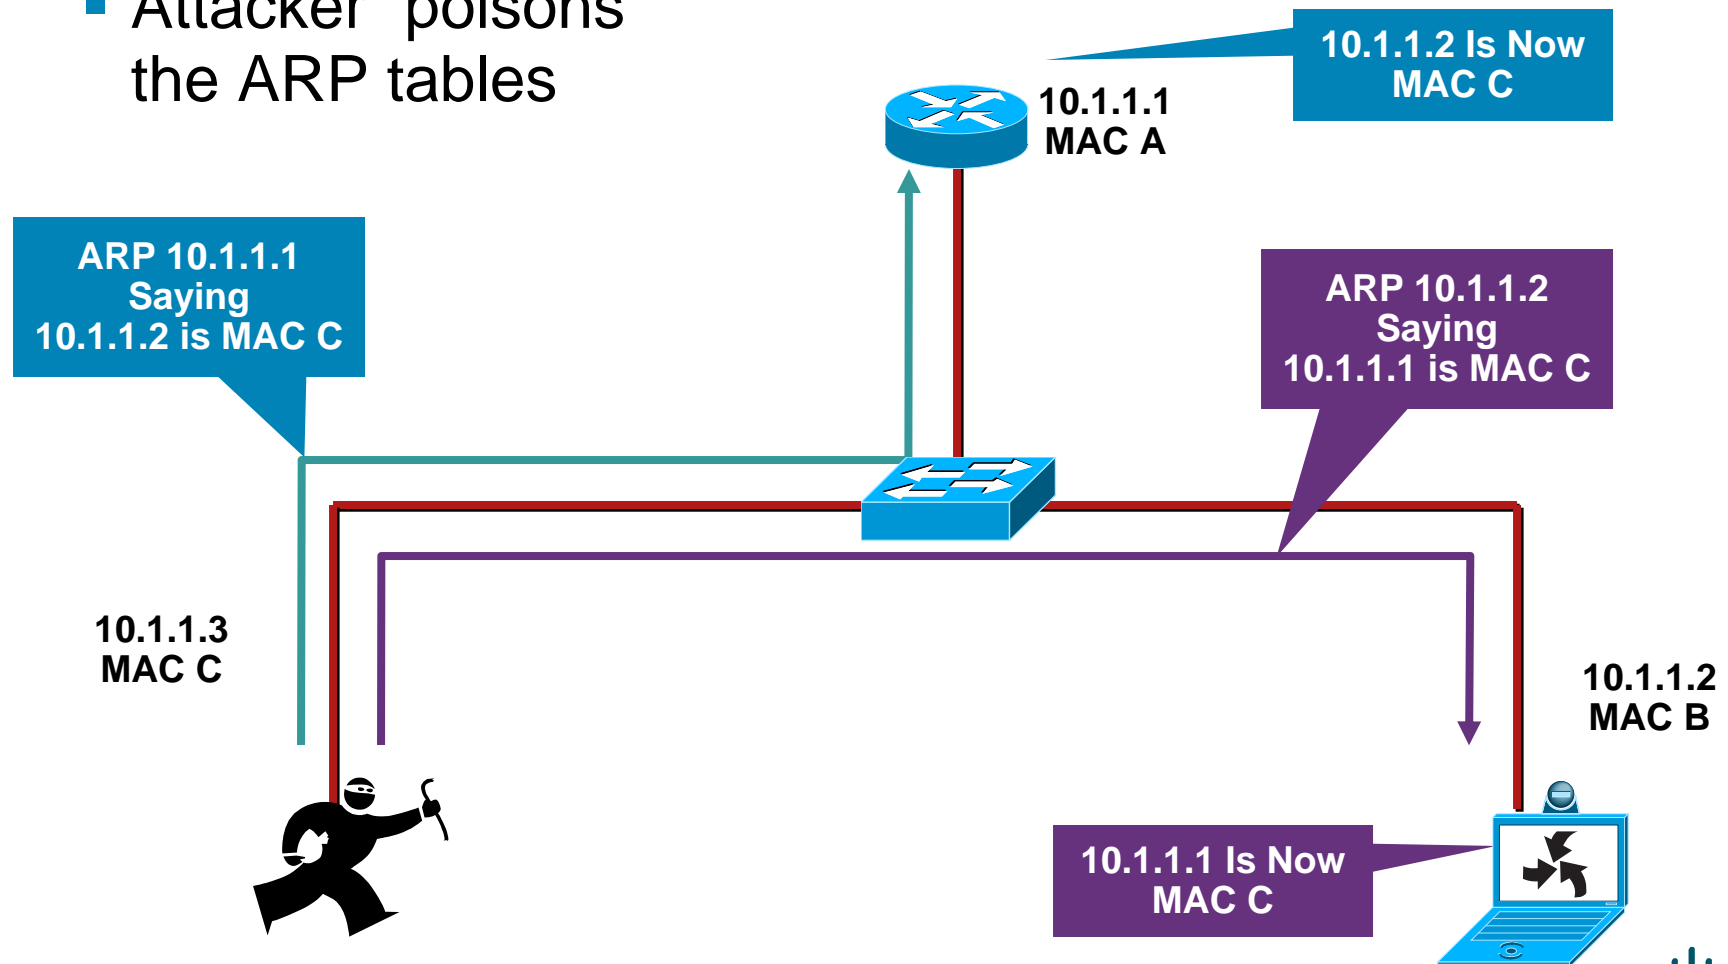 Attacker "poisons"
the ARP tables
10.1.1.2 Is Now
MAC C
10.1.1.1
MAC A
ARP 10.1.1.1
Saying
10.1.1.2 is MAC C
ARP 10.1.1.2
Saying
10.1.1.1 is MAC C
10.1.1.3
MAC C
10.1.1.2
MAC B
10.1.1.1 Is Now
MAC C